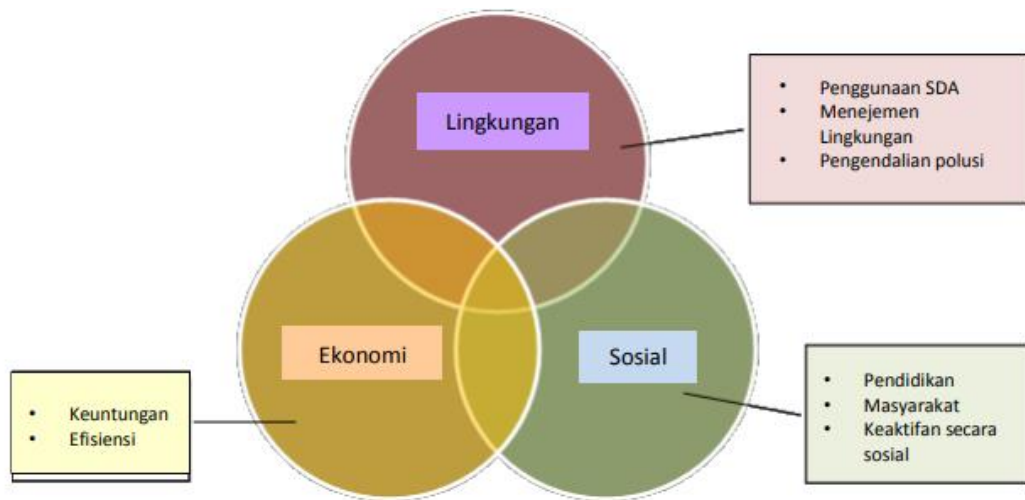 Lingkungan
• Penggunaan SDA
• Menejemen
Lingkungan
• Pengendalian polusi
Ekonomi
Sosial
• Keuntungan
• Efisiensi
• Pendidikan
• Masyarakat
• Keaktifan secara
sosial